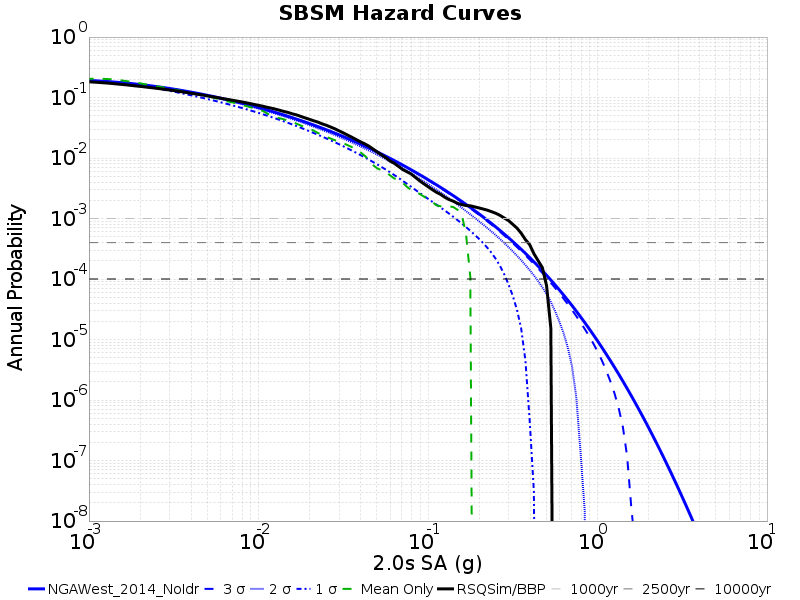 SBSM Hazard Curves
Annual Probability
10^0
10^-1
10^-2
10^-3
10^-4
10^-5
10^-6
10^-7
10^-8
10^-3 10^-2 10^-1 10^0 10^1
2.0s SA (g)
NGAWest_2014_NoIdr 3 σ 2 σ 1 σ Mean Only RSQSim/BBP 1000yr 2500yr 10000yr